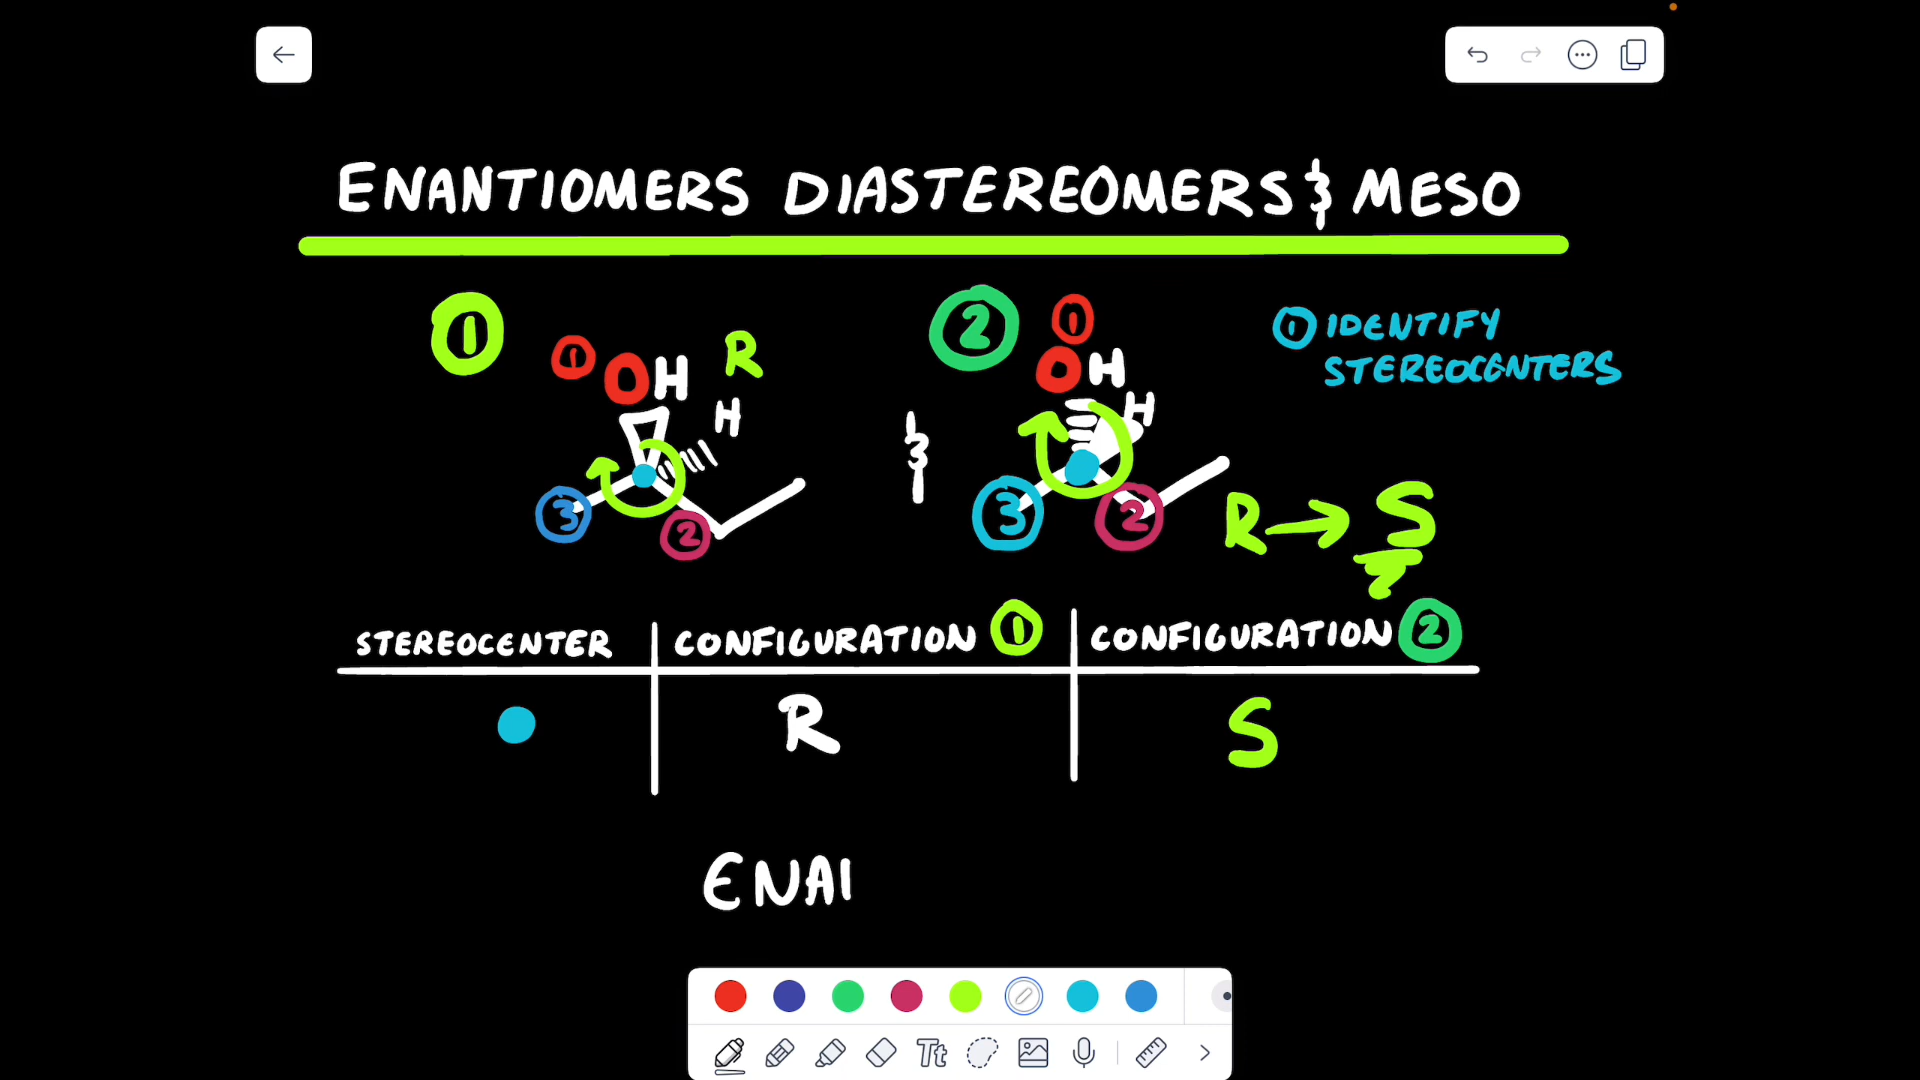 ENANTIOMERS DIASTEREOMERS & MESO
1
1
OH
R
H
3
2
&
2
1
OH
H
3
2
R → S
1 IDENTIFY
STEREOCENTERS
STEREOCENTER CONFIGURATION 1 CONFIGURATION 2
R S
ENAI
Tt